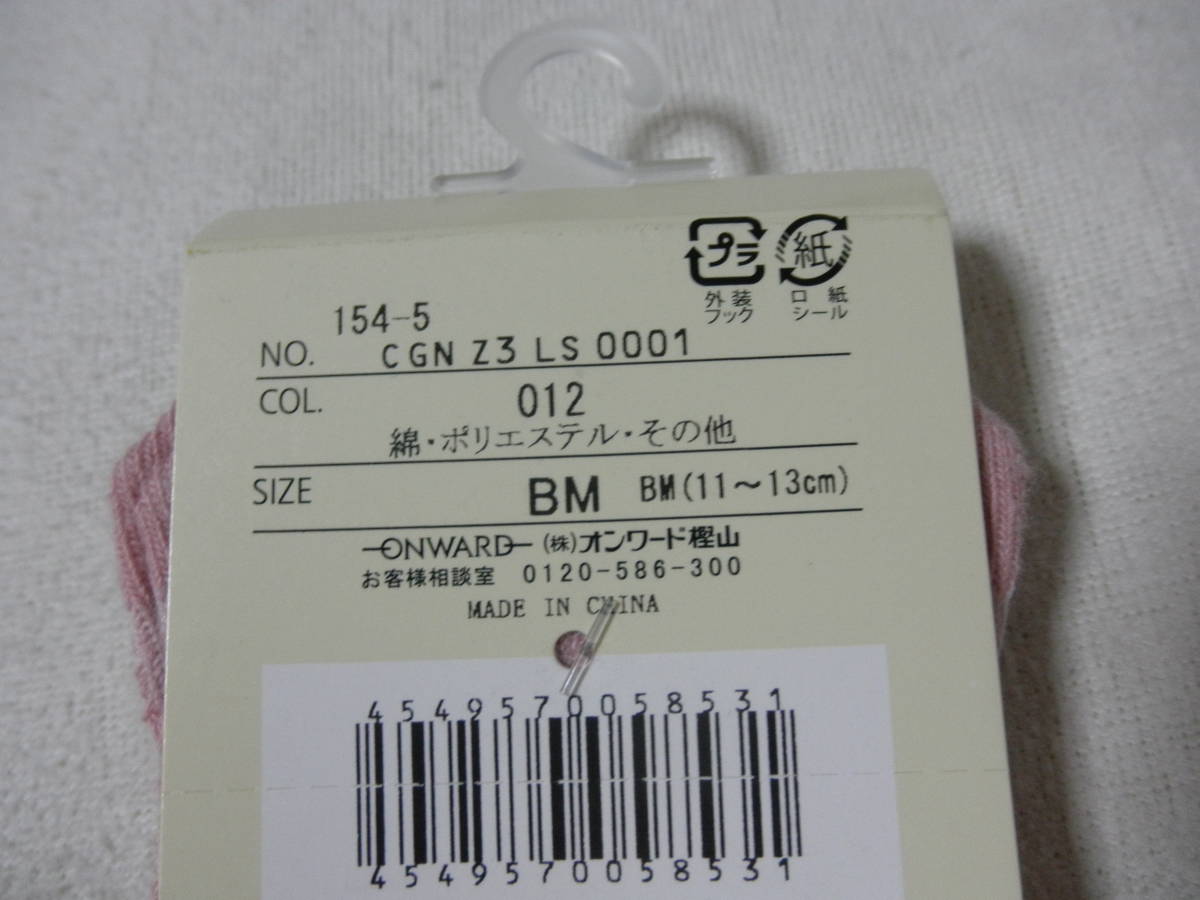 プラ 紙
外装 口紙
フック シール
154-5
NO. CGN Z3 LS 0001
COL. 012
綿・ポリエステル・その他
SIZE BM BM(11～13cm)
ONWARD (株)オンワード樫山
お客様相談室 0120-586-300
MADE IN CHINA
4549570058531
4549570058531